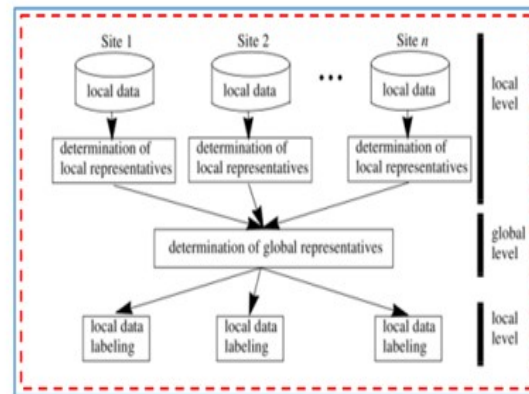 Site 1 Site 2 Site n
local data local data ... local data
local level
determination of local representatives
determination of local representatives
determination of local representatives
determination of global representatives
global level
local data labeling
local data labeling
local data labeling
local level